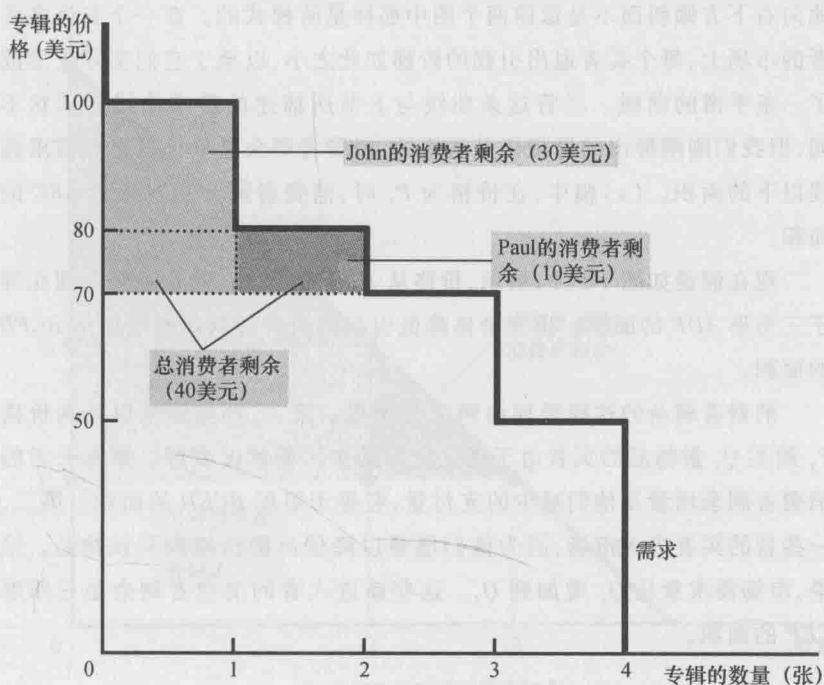 专辑的价
格 (美元)
100
John的消费者剩余 (30美元)
80
Paul的消费者剩
余 (10美元)
70
总消费者剩余
(40美元)
50
需求
0
1
2
3
4
专辑的数量 (张)